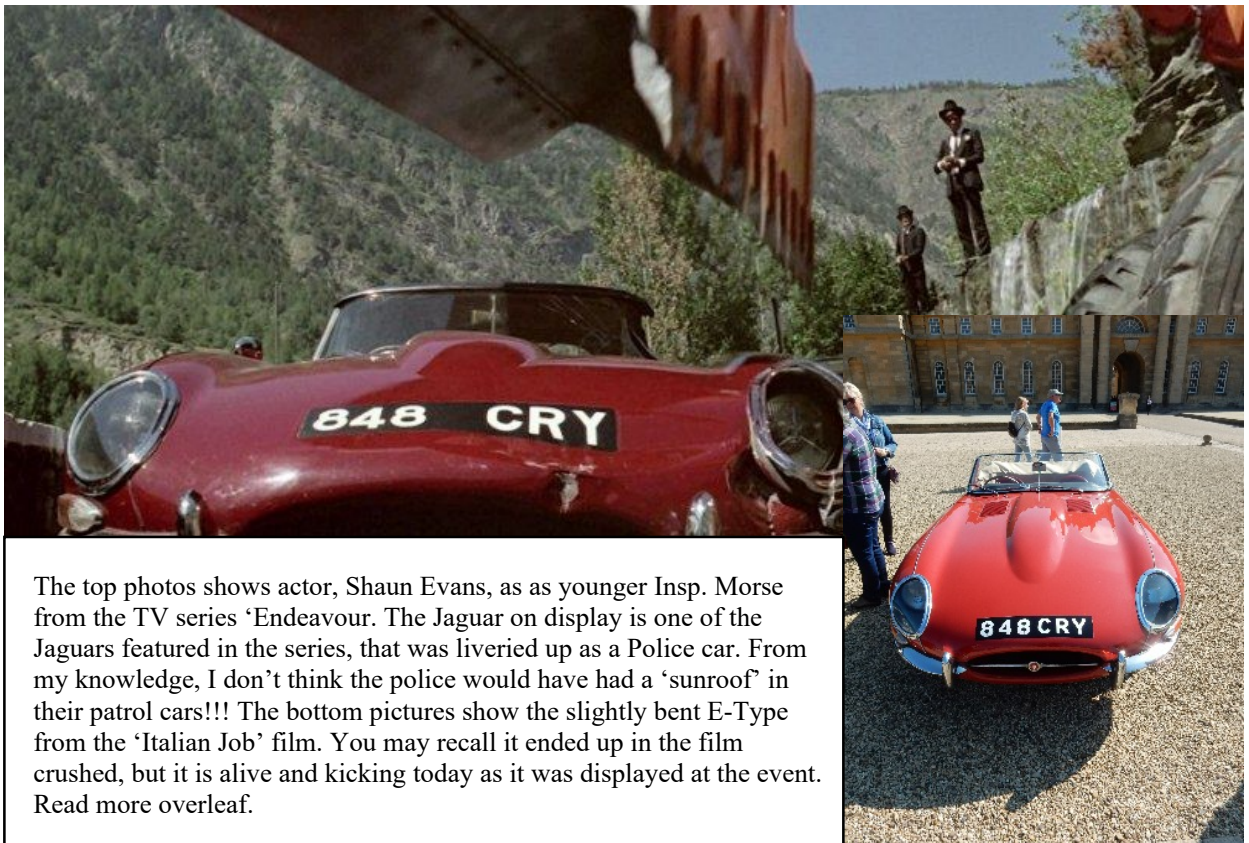 848 CRY
848 CRY
The top photos shows actor, Shaun Evans, as as younger Insp. Morse
from the TV series ‘Endeavour. The Jaguar on display is one of the
Jaguars featured in the series, that was liveried up as a Police car. From
my knowledge, I don’t think the police would have had a ‘sunroof’ in
their patrol cars!!! The bottom pictures show the slightly bent E-Type
from the ‘Italian Job’ film. You may recall it ended up in the film
crushed, but it is alive and kicking today as it was displayed at the event.
Read more overleaf.